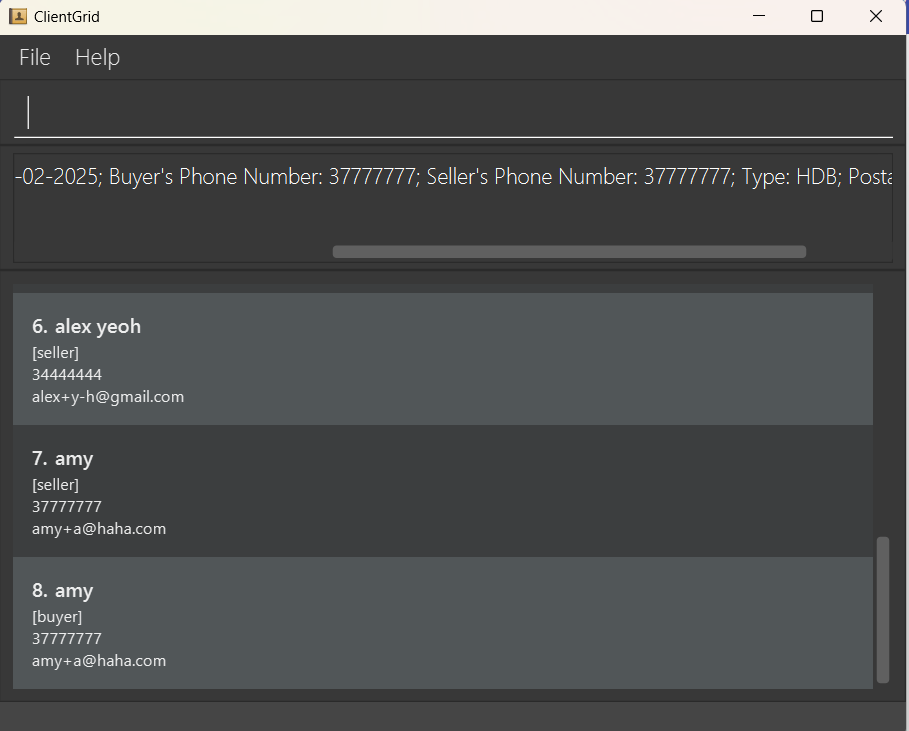 ClientGrid
File Help
-02-2025; Buyer's Phone Number: 37777777; Seller's Phone Number: 37777777; Type: HDB;
6. alex yeoh
[seller]
34444444
alex+y-h@gmail.com
7. amy
[seller]
37777777
amy+a@haha.com
8. amy
[buyer]
37777777
amy+a@haha.com